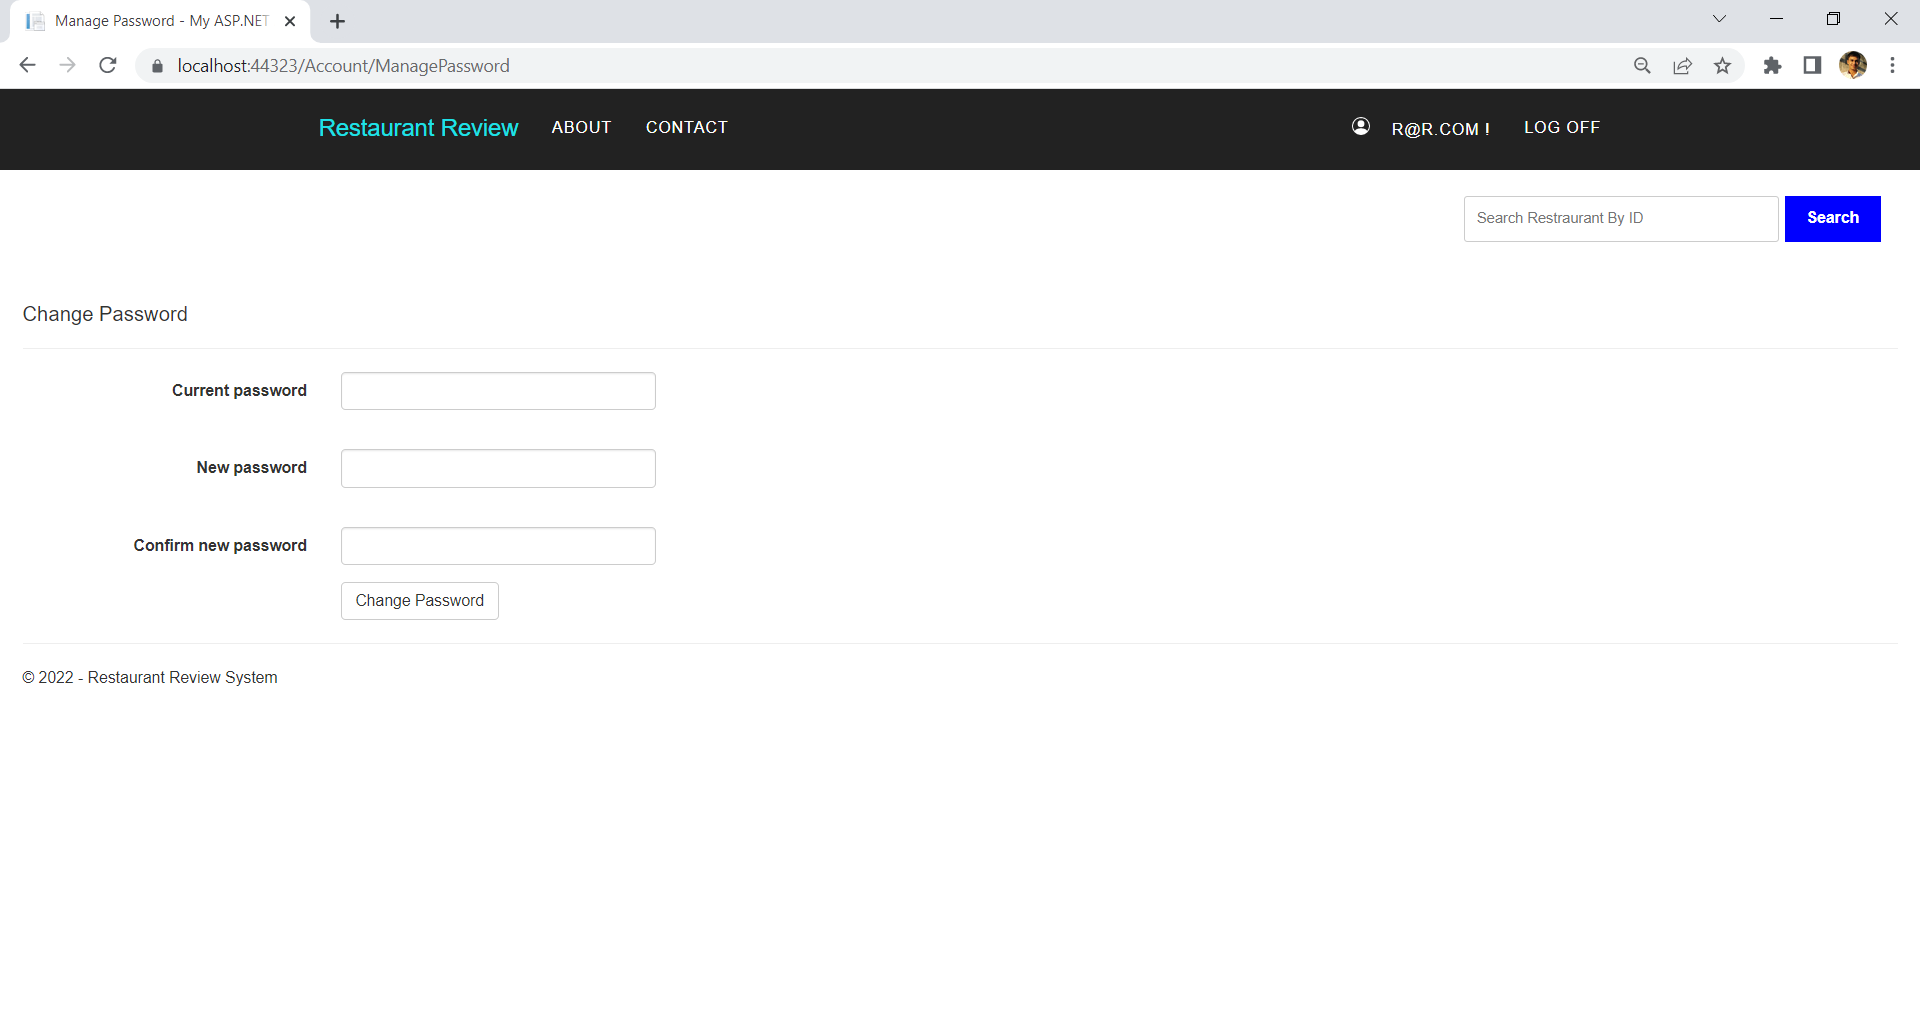 Manage Password - My ASP.NET
localhost:44323/Account/ManagePassword
Restaurant Review ABOUT CONTACT R@R.COM ! LOG OFF
Search Restraurant By ID Search
Change Password
Current password
New password
Confirm new password
Change Password
© 2022 - Restaurant Review System